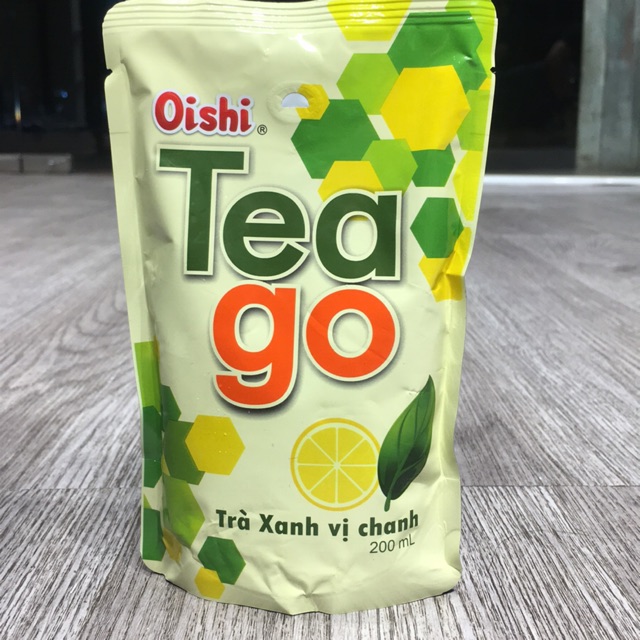 Oishi®
Tea
go
Trà Xanh vị chanh
200 mL